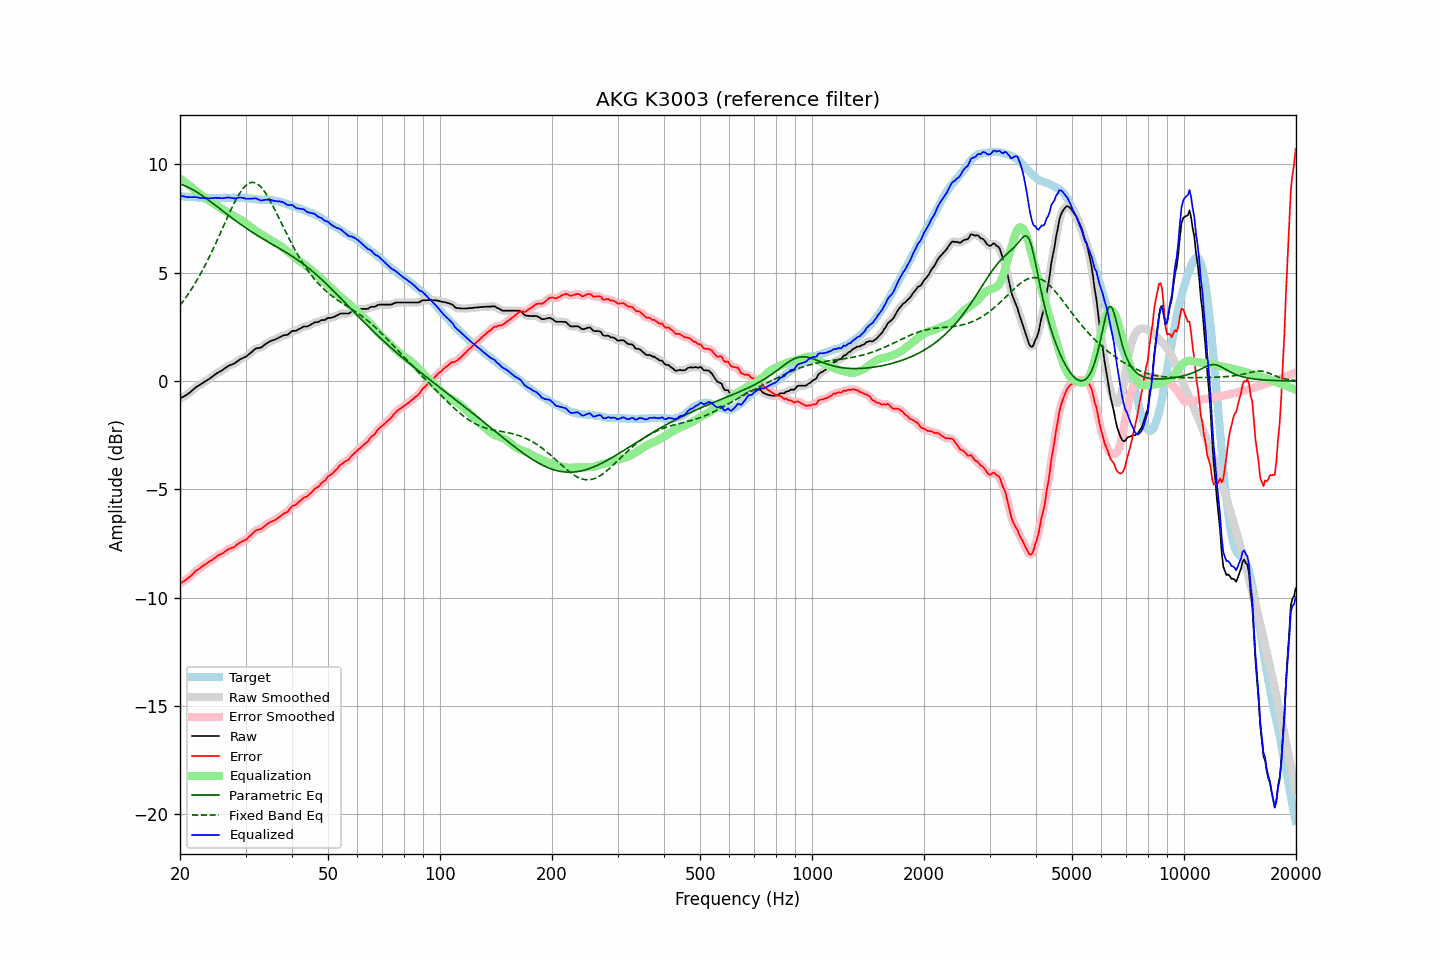 AKG K3003 (reference filter)
10
5
0
−5
−10
−15
−20
Amplitude (dBr)
Target
Raw Smoothed
Error Smoothed
Raw
Error
Equalization
Parametric Eq
Fixed Band Eq
Equalized
20 50 100 200 500 1000 2000 5000 10000 20000
Frequency (Hz)